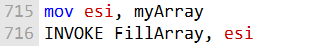 715 mov esi, myArray
716 INVOKE FillArray, esi